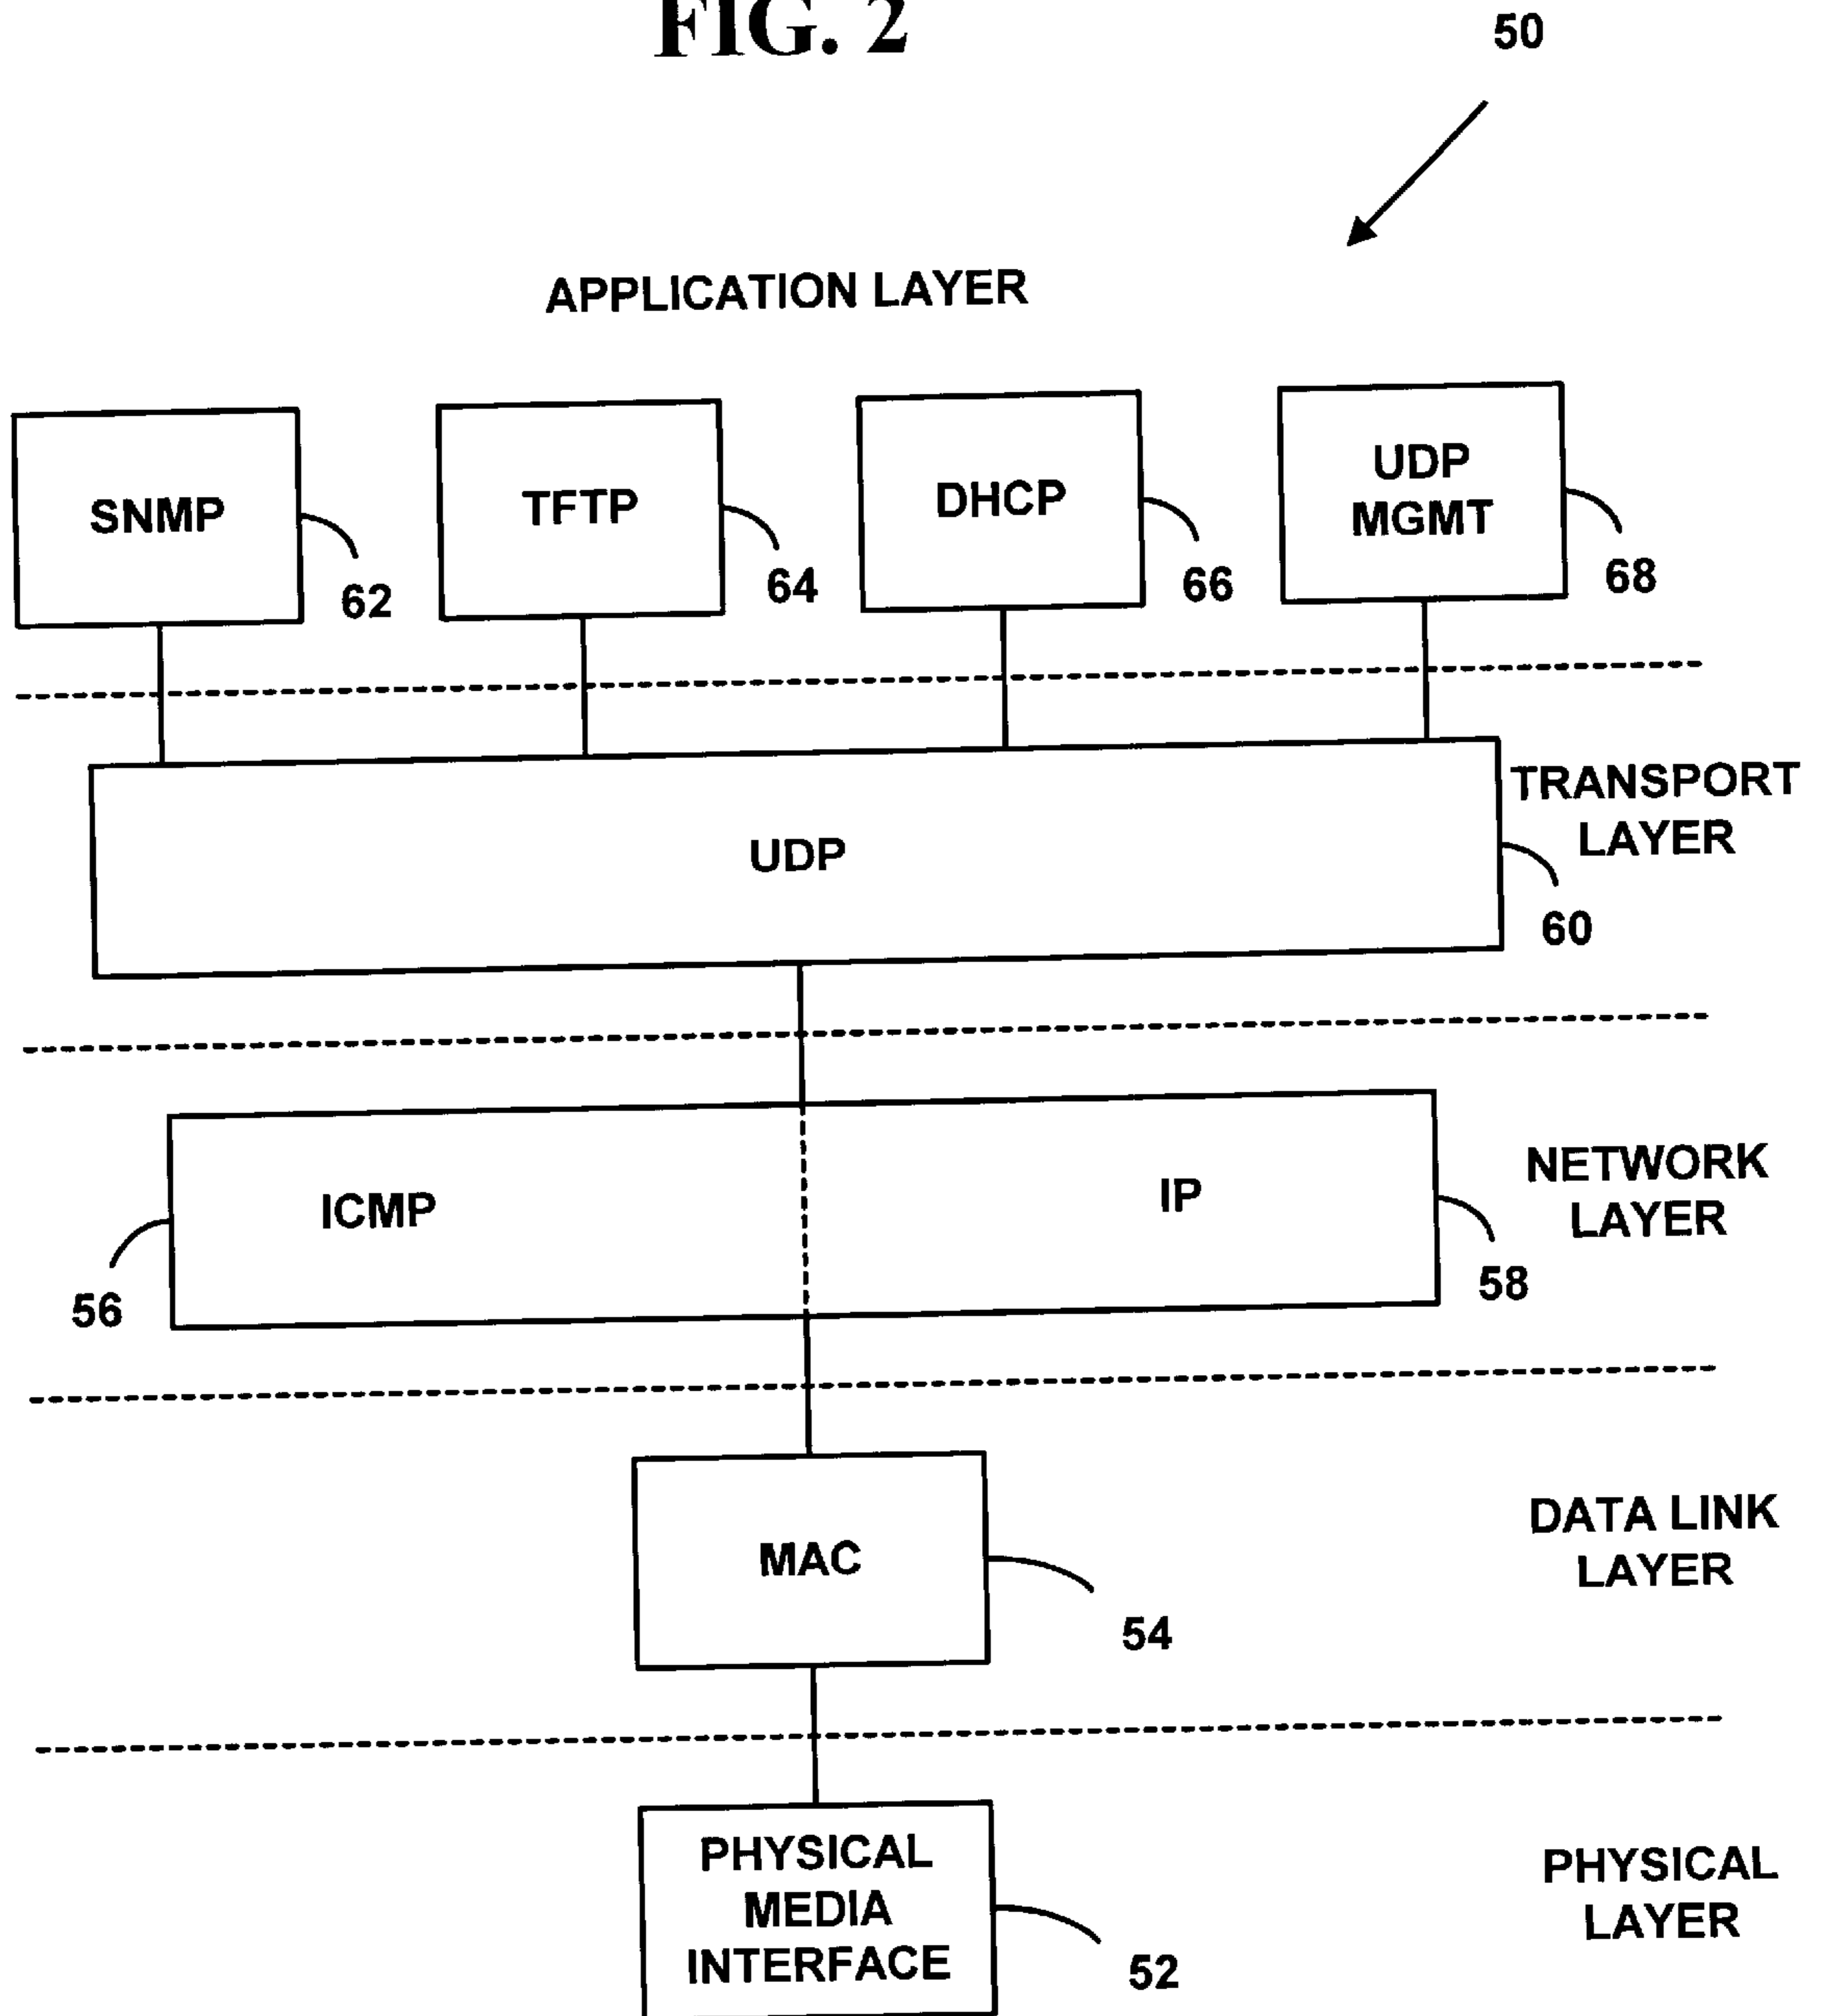 FIG. 2
50
APPLICATION LAYER
SNMP
62
TFTP
64
DHCP
66
UDP
MGMT
68
TRANSPORT
LAYER
UDP
60
NETWORK
LAYER
ICMP
IP
56
58
DATA LINK
LAYER
MAC
54
PHYSICAL
MEDIA
INTERFACE
52
PHYSICAL
LAYER